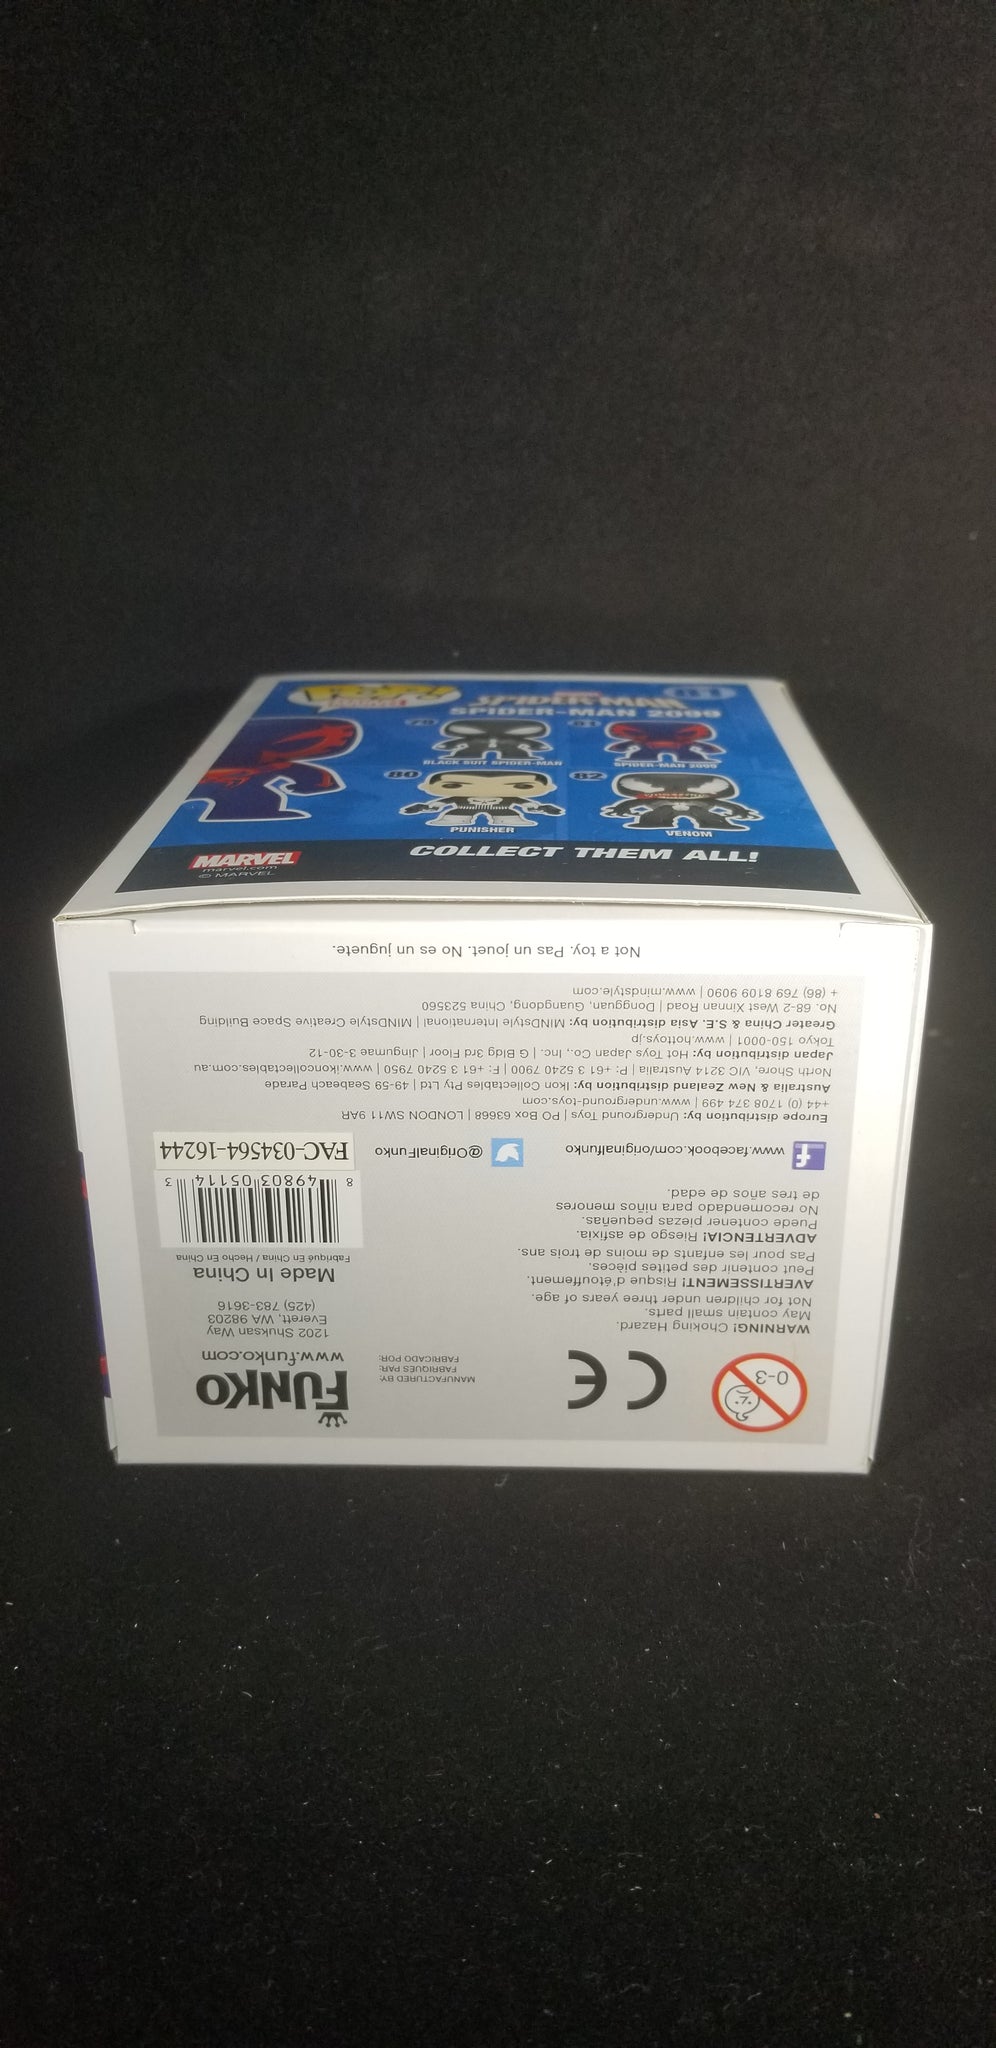 POP!
MARVEL
MARVEL
SPIDER-MAN
81
SPIDER-MAN 2099
79
BLACK SUIT SPIDER-MAN
81
SPIDER-MAN 2099
80
PUNISHER
82
VENOM
MARVEL
marvel.com
© MARVEL
COLLECT THEM ALL!
0-3
CE
MANUFACTURED BY:
FABRIQUÉS PAR:
FABRICADO POR:
FUNKO
www.funko.com
1202 Shuksan Way
Everett, WA 98203
(425) 783-3616
Made In China
Fabriqué En China / Hecho En China
8 49803 05114 3
FAC-034564-16244
WARNING! Choking Hazard.
May contain small parts.
Not for children under three years of age.
AVERTISSEMENT! Risque d'étoufement.
Peut contenir des petites pièces.
Pas pour les enfants de moins de trois ans.
ADVERTENCIA! Riesgo de asfixia.
Puede contener piezas pequeñas.
No recomendado para niños menores
de tres años de edad.
www.facebook.com/originalfunko
@OriginalFunko
Europe distribution by: Underground Toys | PO Box 63668 | LONDON SW11 9AR
+44 (0) 1708 374 499 | www.underground-toys.com
Australia & New Zealand distribution by: Ikon Collectables Pty Ltd | 49-59 Seabeach Parade
North Shore, VIC 3214 Australia | P: +61 3 5240 7900 | F: +61 3 5240 7950 | www.ikoncollectables.com.au
Japan distribution by: Hot Toys Japan Co., Inc. | G Bldg 3rd Floor | Jingumae 3-30-12
Tokyo 150-0001 | www.hottoys.jp
Greater China & S.E. Asia distribution by: MINDstyle International | MINDstyle Creative Space Building
No. 68-2 West Xinnan Road | Dongguan, Guangdong, China 523560
+ (86) 769 8109 9090 | www.mindstyle.com
Not a toy. Pas un jouet. No es un juguete.